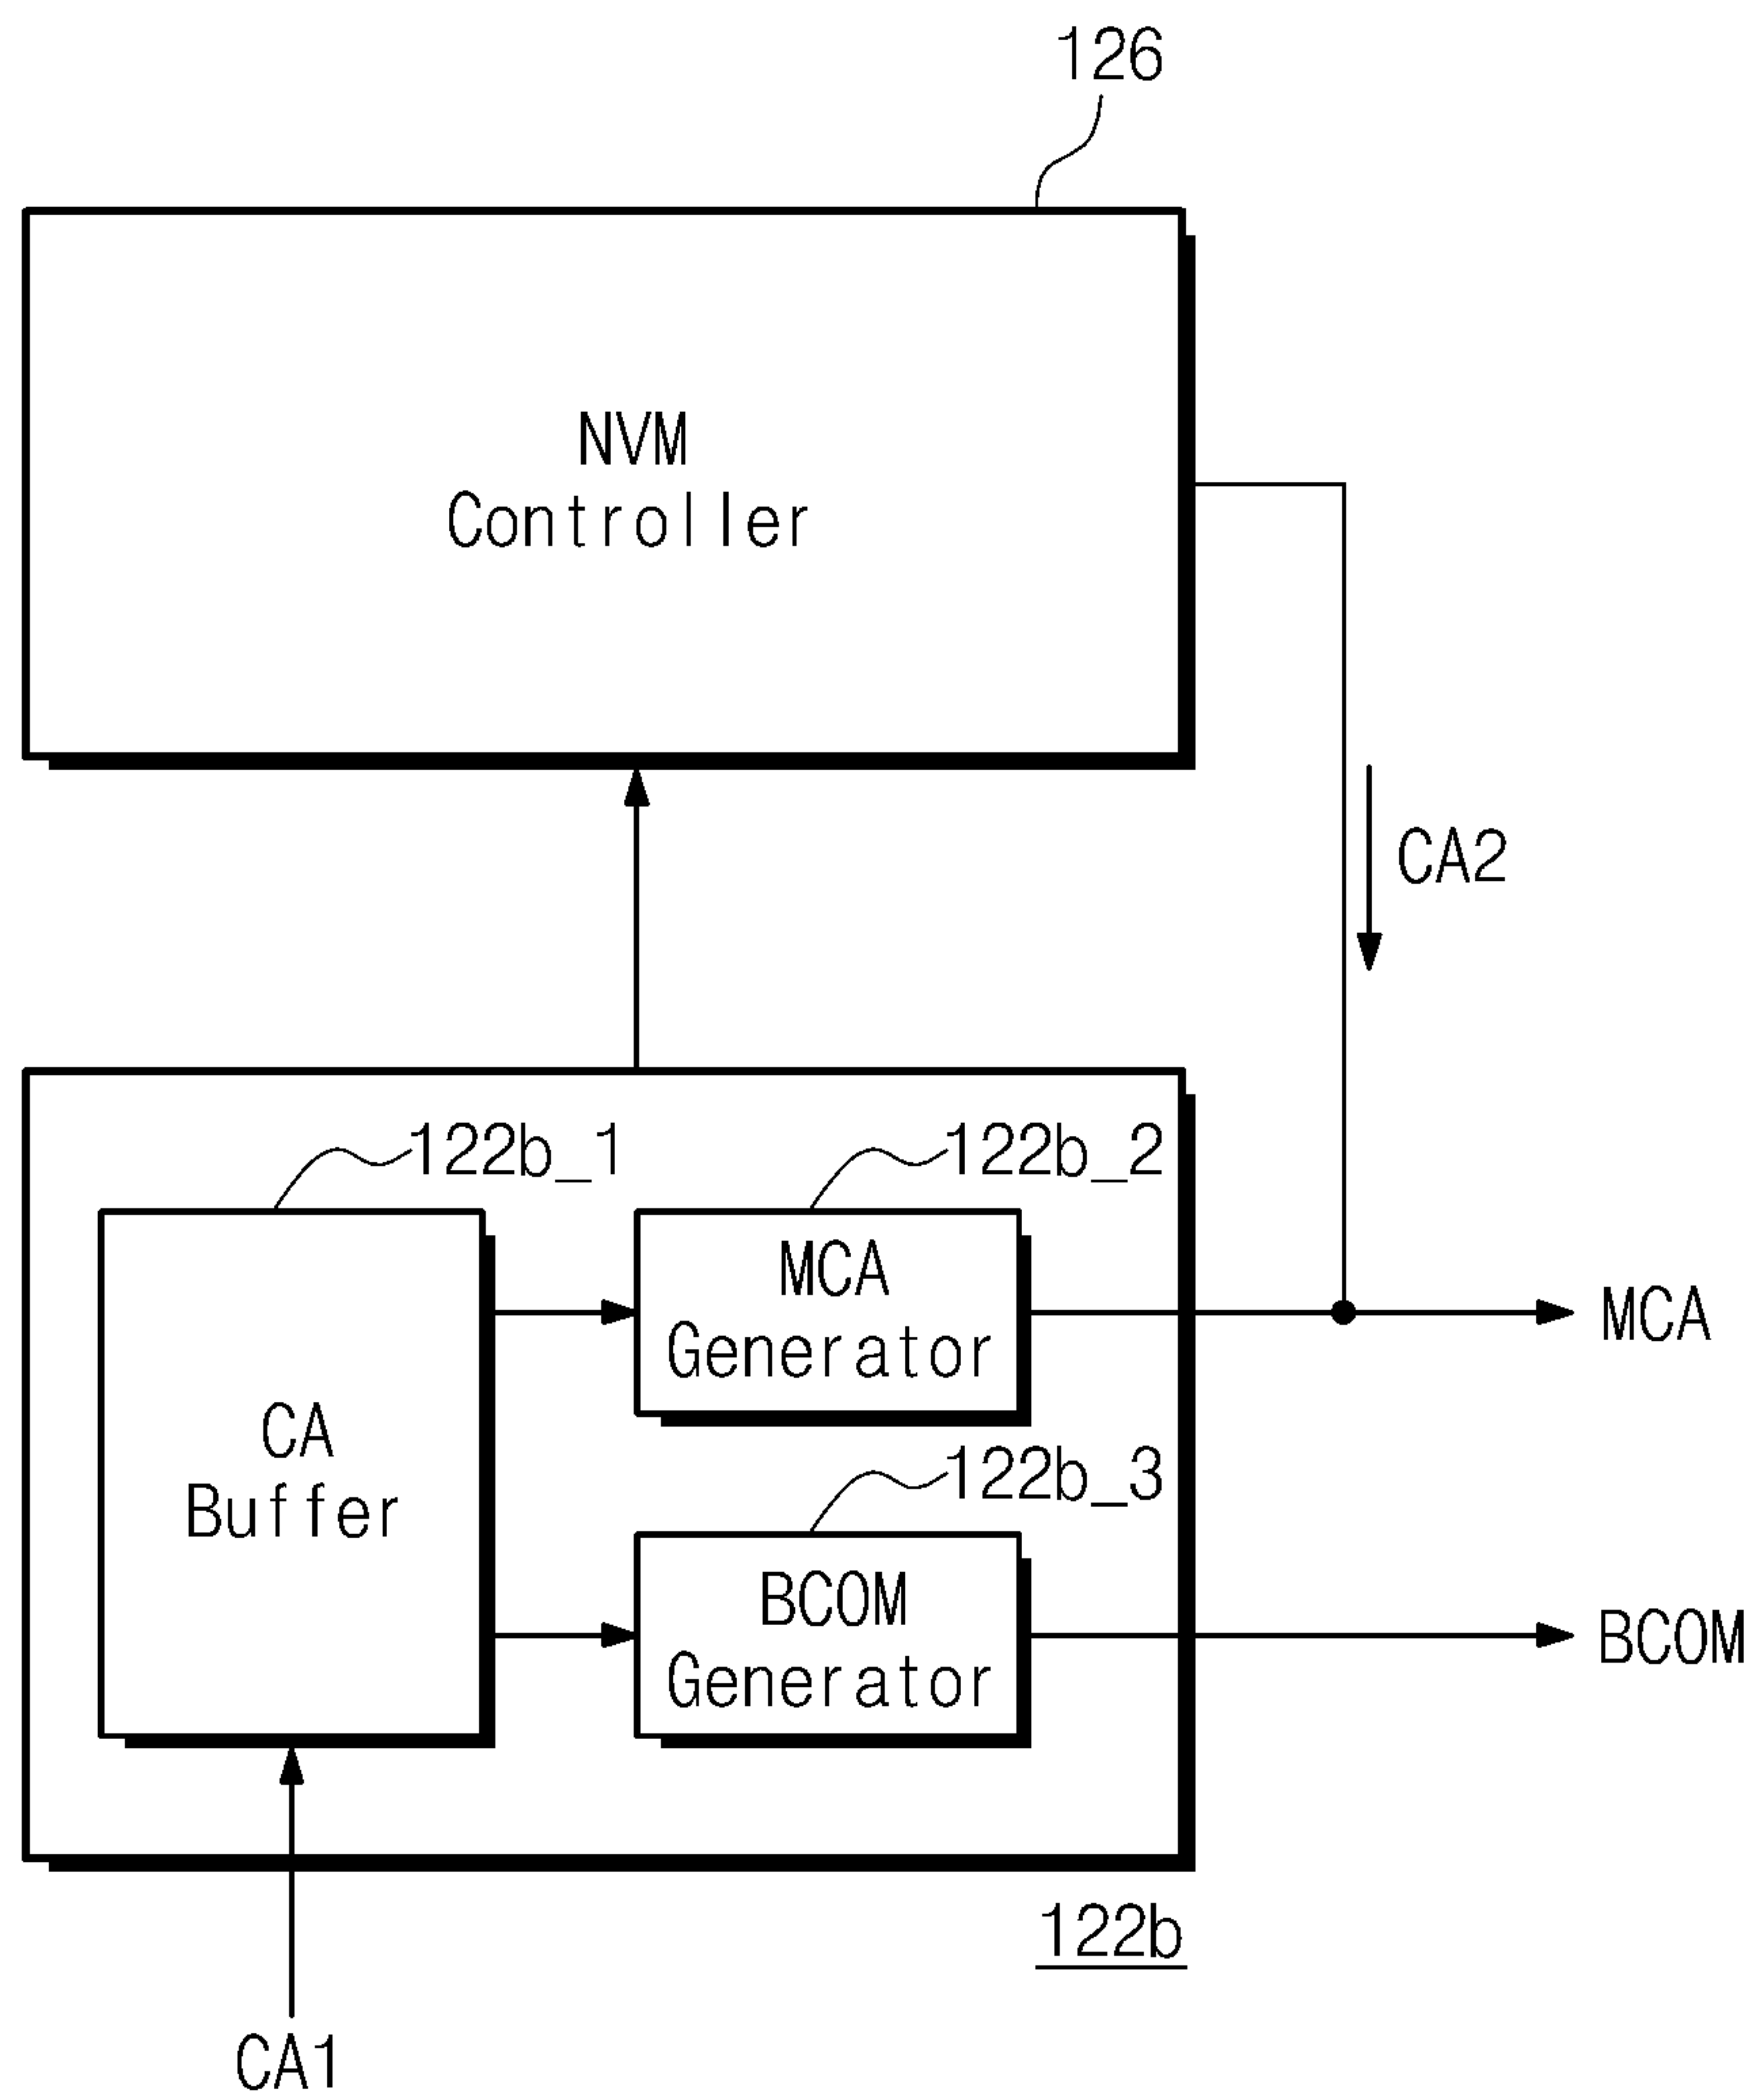 126
NVM
Controller
CA2
122b_1
122b_2
MCA
Generator
MCA
CA
Buffer
122b_3
BCOM
Generator
BCOM
122b
CA1